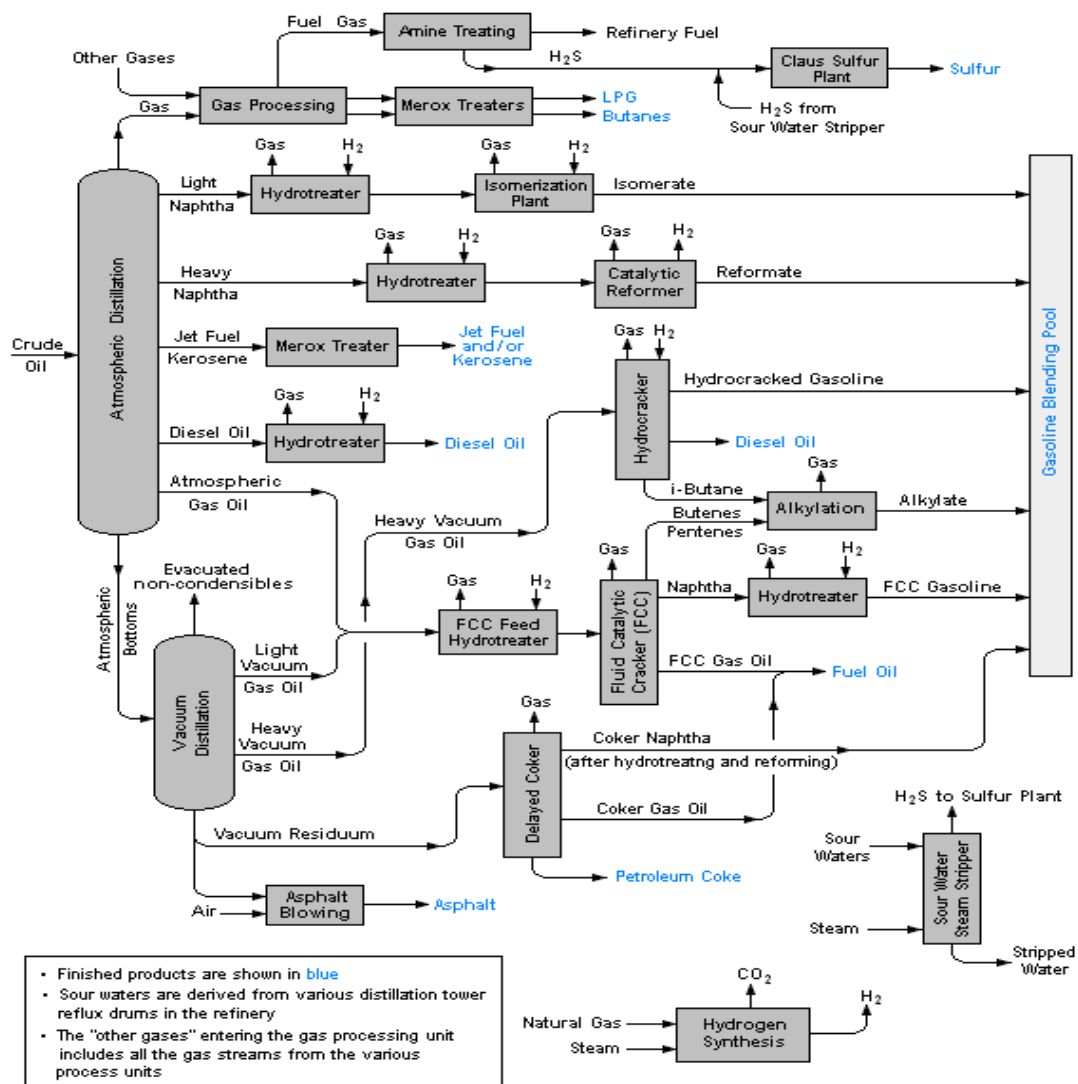 Fuel Gas
Amine Treating
Refinery Fuel
Other Gases
H2S
Claus Sulfur
Plant
Sulfur
Gas
Gas Processing
Merox Treaters
LPG
Butanes
H2S from
Sour Water Stripper
Gas
H2
Gas
H2
Light
Naphtha
Hydrotreater
Isomerization
Plant
Isomerate
Gas
H2
Gas
H2
Heavy
Naphtha
Hydrotreater
Catalytic
Reformer
Reformate
Atmospheric Distillation
Crude
Oil
Jet Fuel
Kerosene
Merox Treater
Jet Fuel
and/or
Kerosene
Gas
H2
Hydrocracker
Hydrocracked Gasoline
Gasoline Blending Pool
Gas
H2
Diesel Oil
Hydrotreater
Diesel Oil
Diesel Oil
Atmospheric
Gas Oil
i-Butane
Gas
Butenes
Pentenes
Alkylation
Alkylate
Heavy Vacuum
Gas Oil
Evacuated
non-condensibles
Atmospheric
Bottoms
Gas
H2
FCC Feed
Hydrotreater
Gas
Fluid Catalytic
Cracker (FCC)
Naphtha
Gas
H2
Hydrotreater
FCC Gasoline
Light
Vacuum
Gas Oil
FCC Gas Oil
Fuel Oil
Vacuum
Distillation
Heavy
Vacuum
Gas Oil
Gas
Delayed Coker
Coker Naphtha
(after hydrotreatng and reforming)
Coker Gas Oil
Vacuum Residuum
Petroleum Coke
Air
Asphalt
Blowing
Asphalt
H2S to Sulfur Plant
Sour
Waters
Sour Water
Steam Stripper
Steam
Stripped
Water
• Finished products are shown in blue
• Sour waters are derived from various distillation tower
reflux drums in the refinery
• The "other gases" entering the gas processing unit
includes all the gas streams from the various
process units
CO2
H2
Natural Gas
Steam
Hydrogen
Synthesis